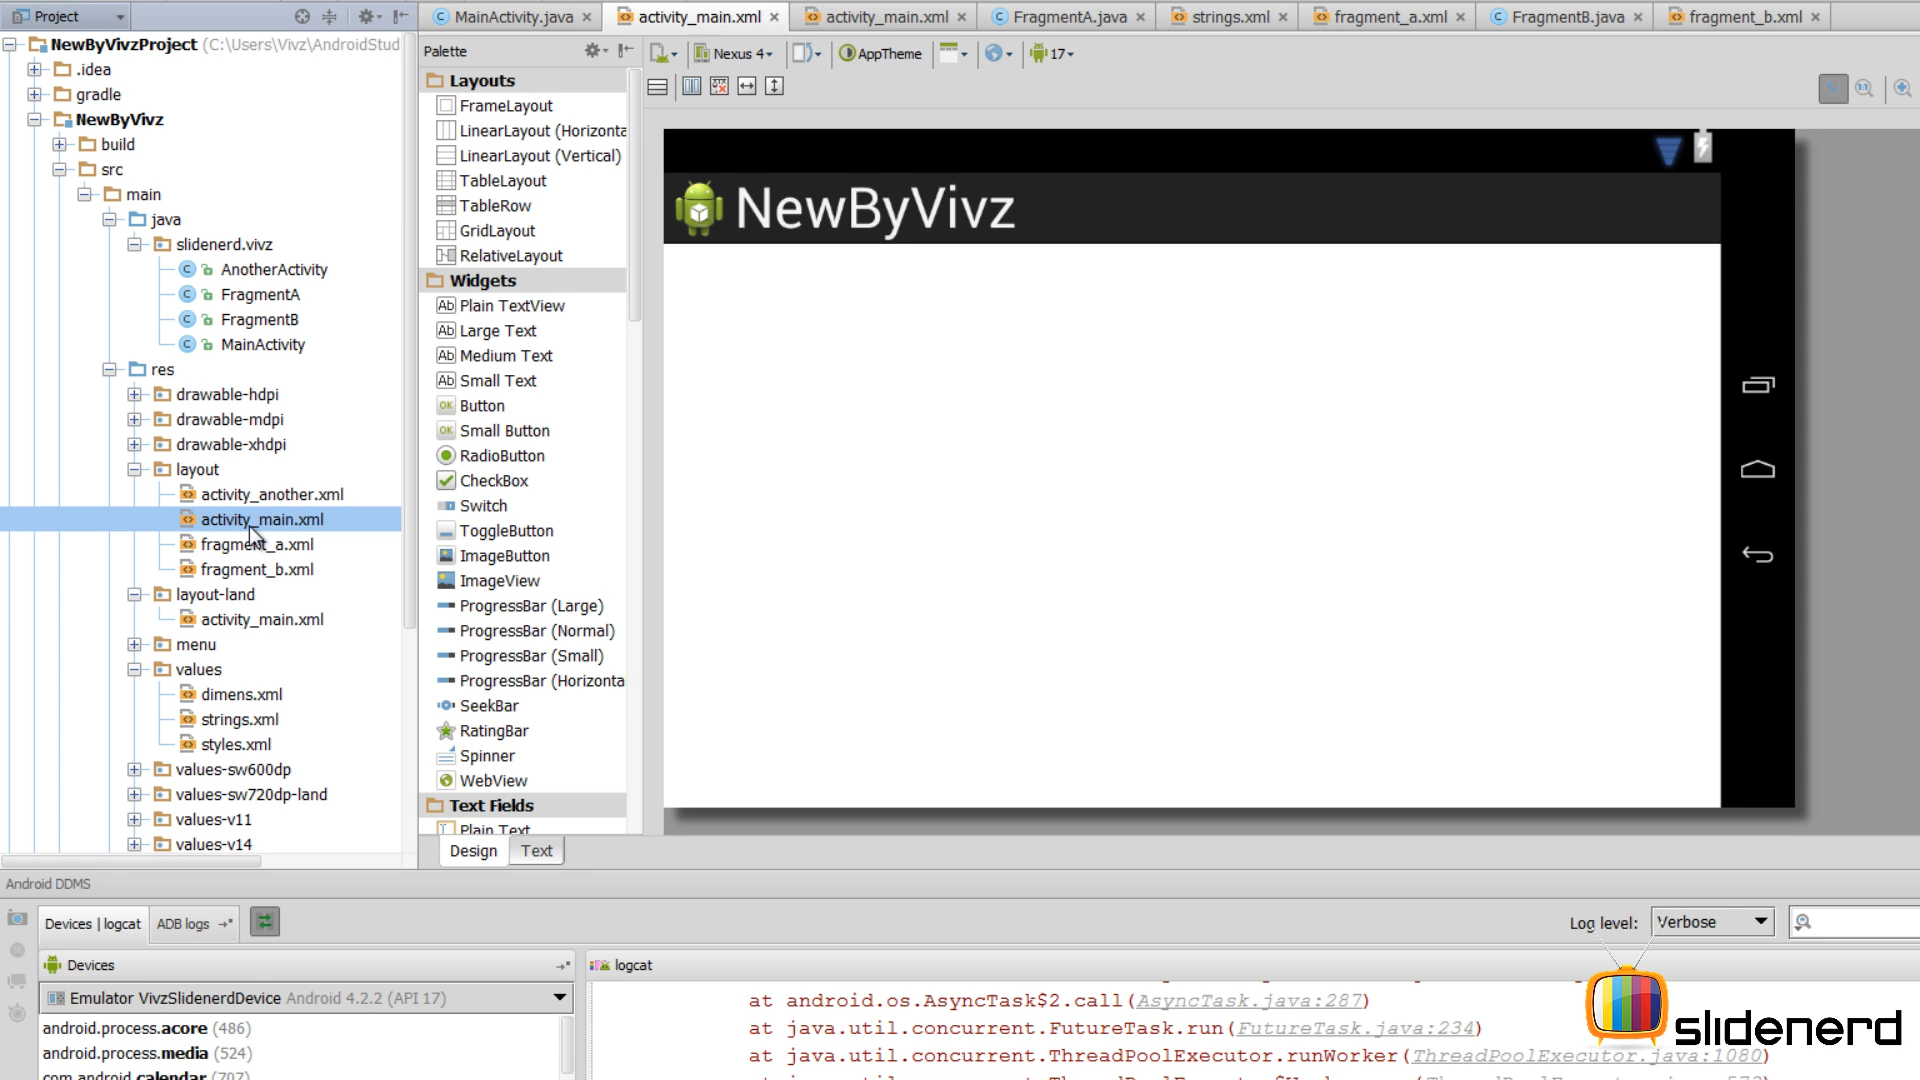 Project
MainActivity.java
activity_main.xml
activity_main.xml
FragmentA.java
strings.xml
fragment_a.xml
FragmentB.java
fragment_b.xml
NewByVivzProject (C:\Users\Vivz\AndroidStud
.idea
gradle
NewByVivz
build
src
main
java
slidenerd.vivz
AnotherActivity
FragmentA
FragmentB
MainActivity
res
drawable-hdpi
drawable-mdpi
drawable-xhdpi
layout
activity_another.xml
activity_main.xml
fragment_a.xml
fragment_b.xml
layout-land
activity_main.xml
menu
values
dimens.xml
strings.xml
styles.xml
values-sw600dp
values-sw720dp-land
values-v11
values-v14
Palette
Layouts
FrameLayout
LinearLayout (Horizonta
LinearLayout (Vertical)
TableLayout
TableRow
GridLayout
RelativeLayout
Widgets
Plain TextView
Large Text
Medium Text
Small Text
Button
Small Button
RadioButton
CheckBox
Switch
ToggleButton
ImageButton
ImageView
ProgressBar (Large)
ProgressBar (Normal)
ProgressBar (Small)
ProgressBar (Horizonta
SeekBar
RatingBar
Spinner
WebView
Text Fields
Plain Text
Design
Text
Nexus 4
AppTheme
17
NewByVivz
Android DDMS
Devices | logcat
ADB logs
Log level:
Verbose
Devices
logcat
Emulator VivzSlidenerdDevice Android 4.2.2 (API 17)
android.process.acore (486)
android.process.media (524)
com.android.calendar (707)
at android.os.AsyncTask$2.call(AsyncTask.java:287)
at java.util.concurrent.FutureTask.run(FutureTask.java:234)
at java.util.concurrent.ThreadPoolExecutor.runWorker(ThreadPoolExecutor.java:1080)
slidenerd